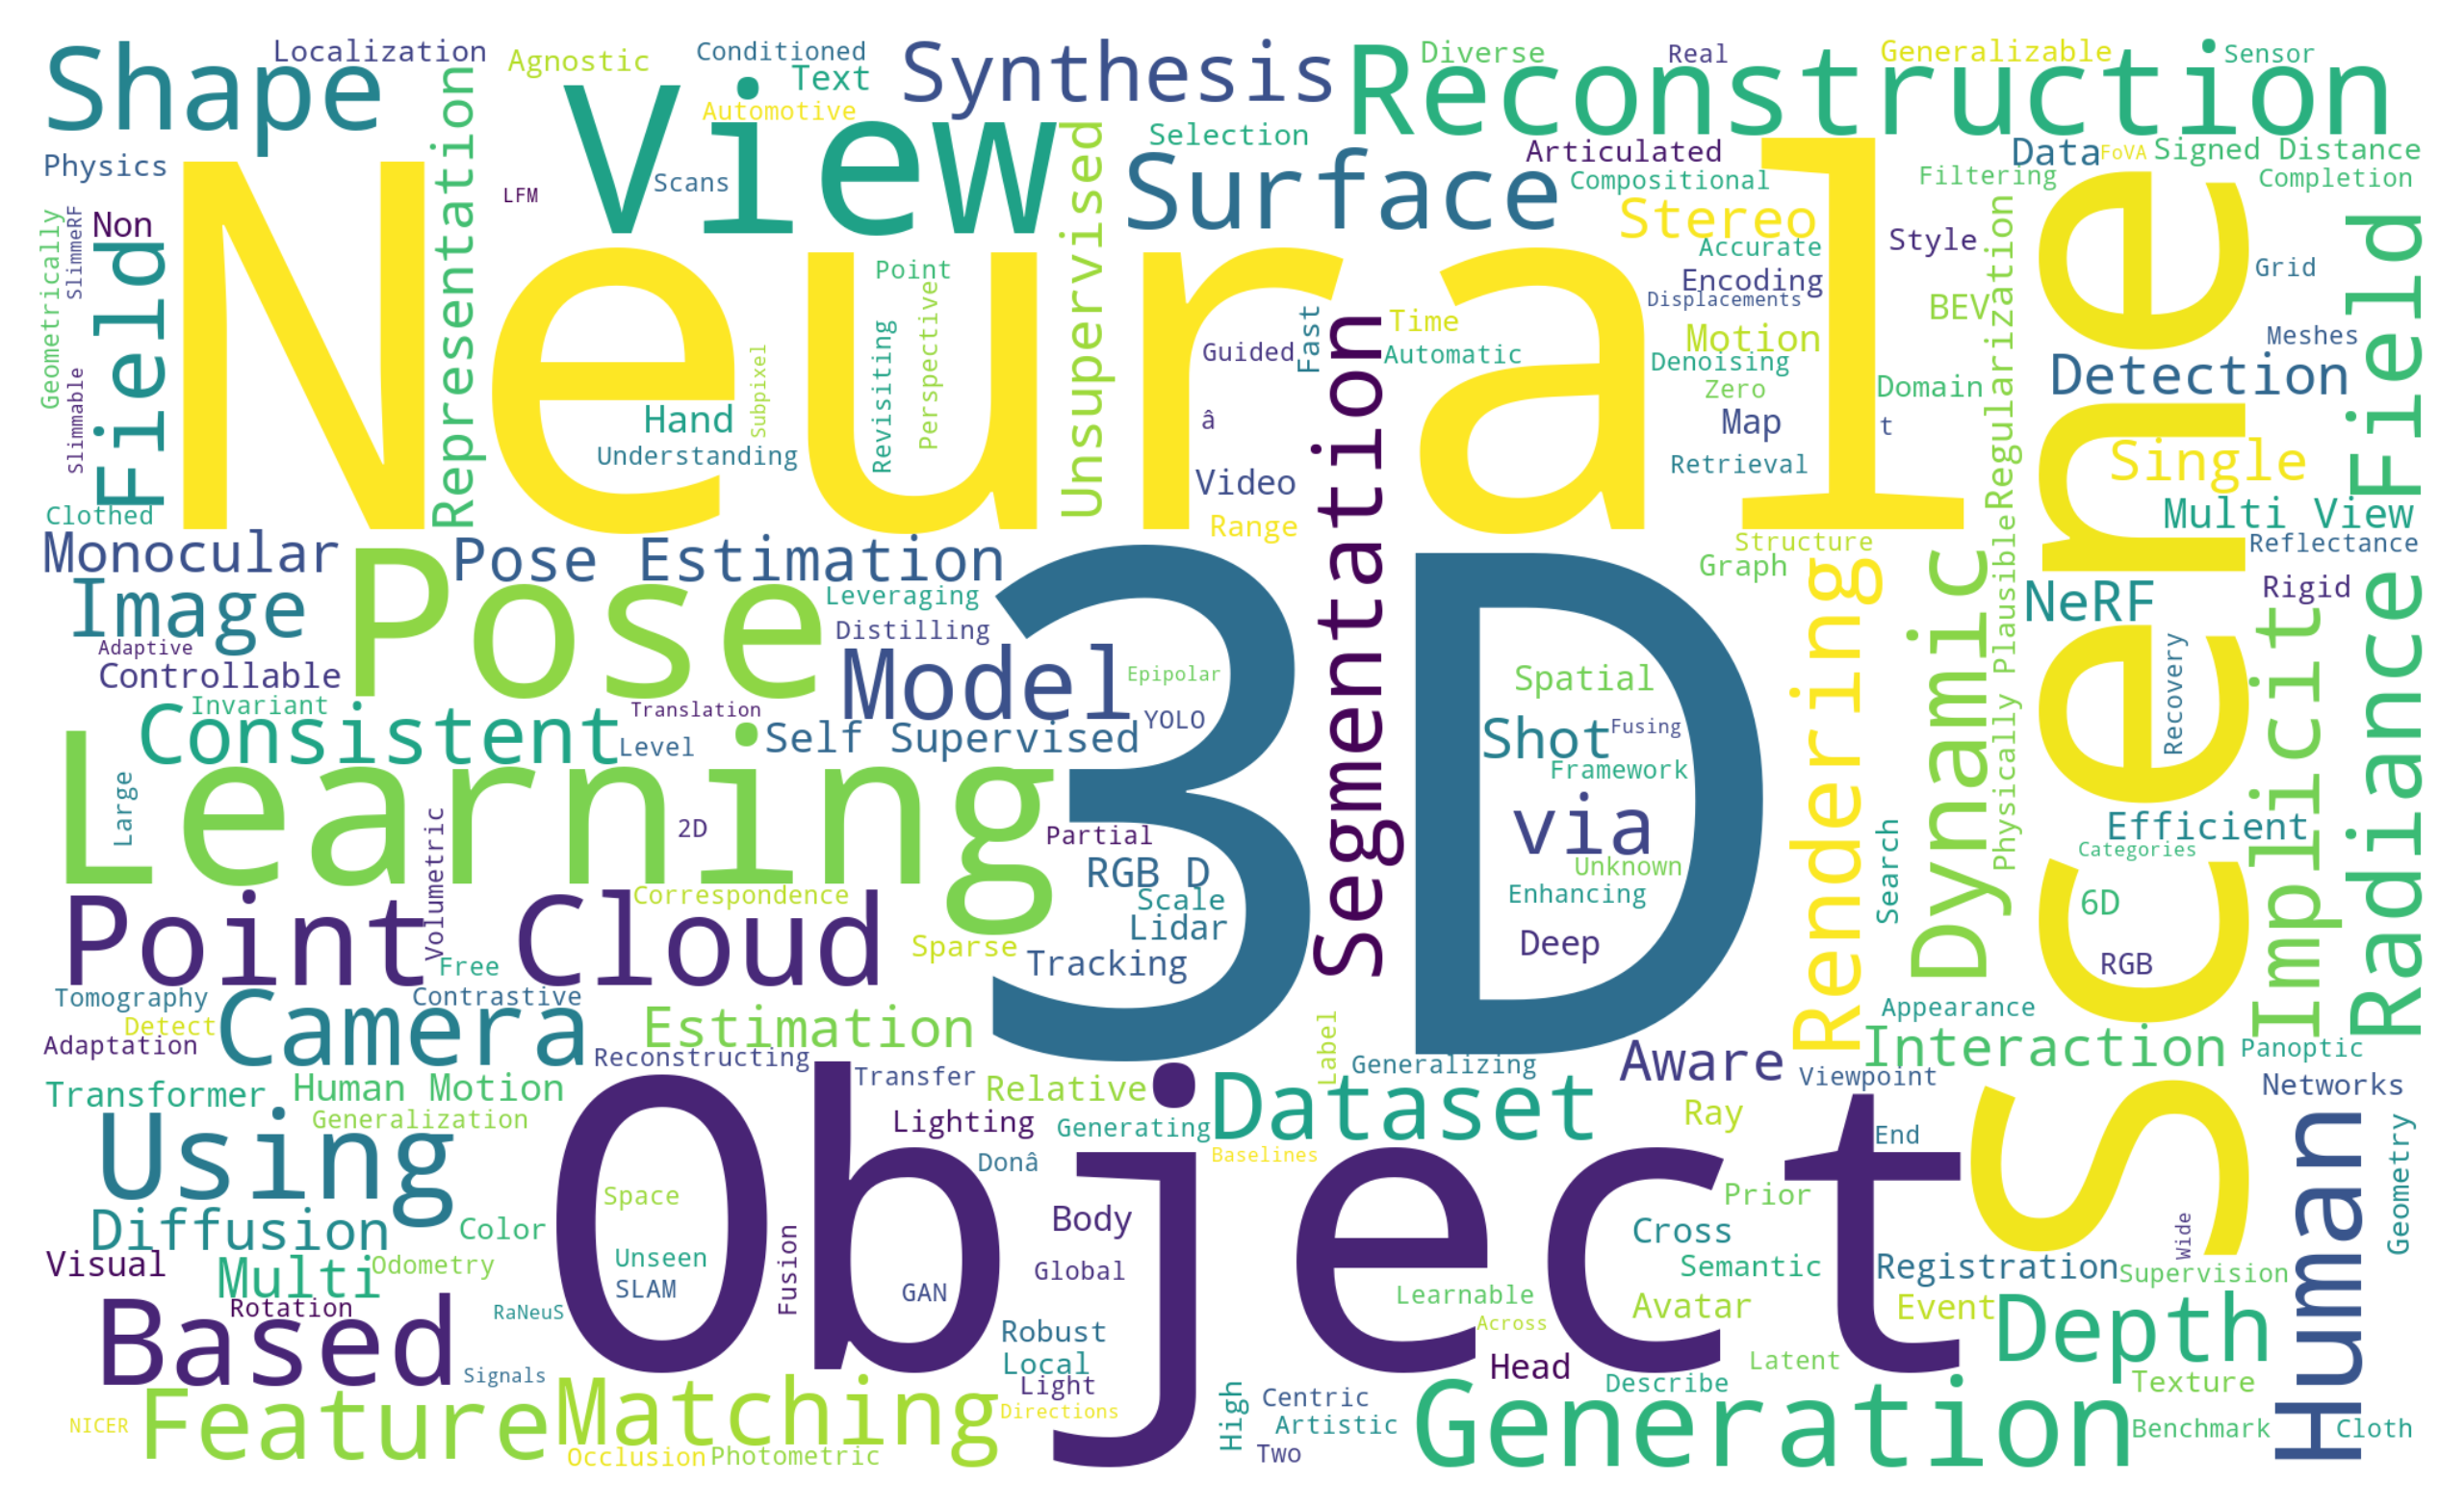 Shape
Localization
Agnostic
Conditioned
Text
Automotive
Synthesis
Reconstruction
Diverse
Real
Generalizable
Sensor
Physics
Non
Representation
View
Scans
LFM
Unsupervised
Selection
Surface
Articulated
Compositional
Data
FoVA
Signed Distance
Filtering
Completion
Stereo
Accurate
Style
Encoding
Displacements
Grid
BEV
Motion
Meshes
Geometrically
SlimmeRF
Slimmable
Field
Neural
Point
Perspective
Revisiting
Subpixel
Hand
Understanding
Guided
Fast
Time
Automatic
Denoising
Zero
Domain
Regularization
Detection
Field
â
Map
t
Video
Range
Retrieval
Single
Multi View
Reflectance
Clothed
Monocular
Image
Pose
Pose Estimation
Leveraging
Distilling
Segmentation
Structure
Graph
Rendering
Dynamic
Physically Plausible
NeRF
Rigid
Scene
Adaptive
Controllable
Invariant
Translation
Model
Epipolar
YOLO
3D
Spatial
Shot
Fusing
Framework
Recovery
Implicit
Radiance
Consistent
Level
Self Supervised
Learning
Large
2D
Partial
via
Unknown
Enhancing
Efficient
Categories
Search
RGB D
Scale
Lidar
Tracking
Deep
6D
RGB
Point Cloud
Volumetric
Correspondence
Sparse
Free
Tomography
Contrastive
Detect
Adaptation
Camera
Estimation
Reconstructing
Label
Generalizing
Aware
Appearance
Interaction
Panoptic
Viewpoint
Networks
Transformer
Human Motion
Generalization
Transfer
Relative
Lighting
Generating
Dataset
Baselines
Ray
End
Using
Object
Donâ
Space
Body
Prior
Cross
Human
Geometry
Wide
Diffusion
Color
Visual
Multi
Odometry
Unseen
SLAM
Fusion
GAN
Global
Semantic
Registration
Supervision
Based
Rotation
RaNeuS
Learnable
Across
Avatar
Event
Depth
Robust
Local
Light
Directions
Signals
Head
Latent
Describe
Texture
NICER
Feature
Matching
Occlusion
Photometric
High
Centric
Artistic
Two
Generation
Benchmark
Cloth